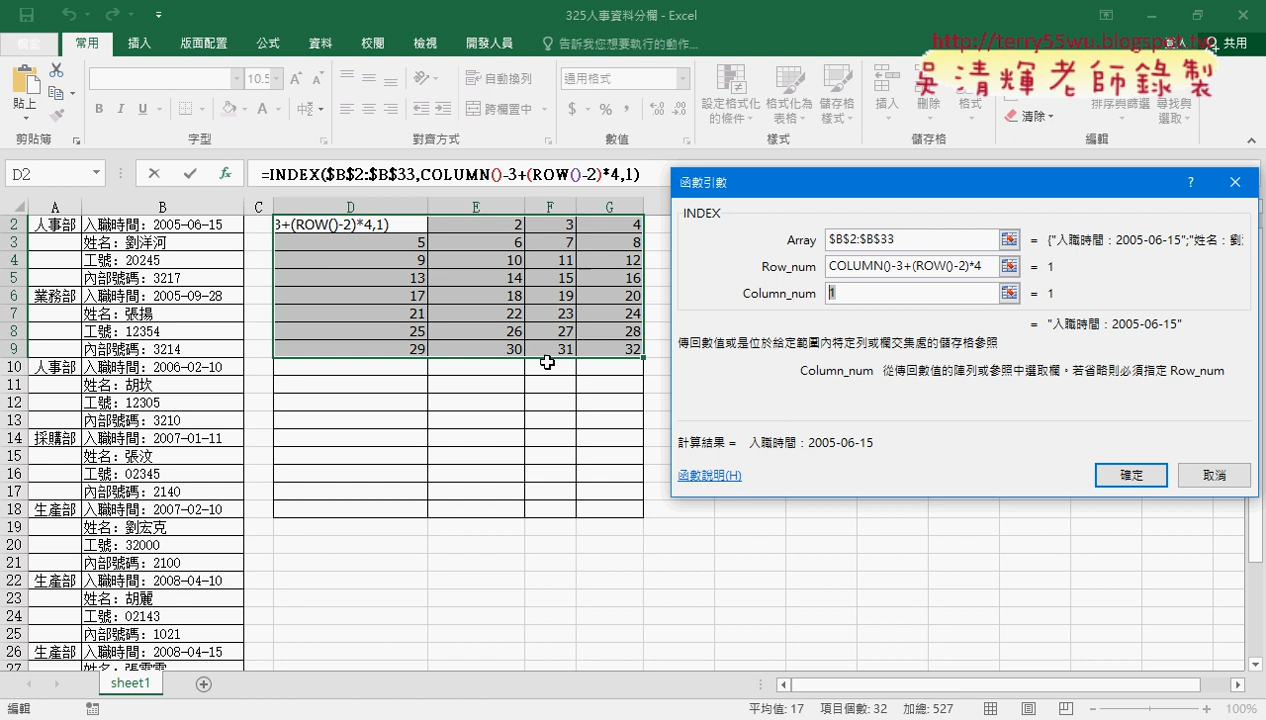 325人事資料分欄 - Excel
檔案 常用 插入 版面配置 公式 資料 校閱 檢視 開發人員 告訴我您想要執行的動作... 登入 共用
http://terry55wu.blogspot.tw
吳清輝老師錄製
貼上 10.5 自動換列 通用格式 設定格式化 格式化為 儲存格 插入 刪除 格式 排序與篩選 尋找與
B I U 跨欄置中 $ % , 的條件 表格 樣式 清除 選取
剪貼簿 字型 對齊方式 數值 樣式 儲存格 編輯
D2 fx =INDEX($B$2:$B$33,COLUMN()-3+(ROW()-2)*4,1)
A B C D E F G
2 人事部 入職時間：2005-06-15 3+(ROW()-2)*4,1) 2 3 4
3 姓名：劉洋河 5 6 7 8
4 工號：20245 9 10 11 12
5 內部號碼：3217 13 14 15 16
6 業務部 入職時間：2005-09-28 17 18 19 20
7 姓名：張揚 21 22 23 24
8 工號：12354 25 26 27 28
9 內部號碼：3214 29 30 31 32
10 人事部 入職時間：2006-02-10
11 姓名：胡坎
12 工號：12305
13 內部號碼：3210
14 採購部 入職時間：2007-01-11
15 姓名：張汶
16 工號：02345
17 內部號碼：2140
18 生產部 入職時間：2007-02-10
19 姓名：劉宏克
20 工號：32000
21 內部號碼：2100
22 生產部 入職時間：2008-04-10
23 姓名：胡麗
24 工號：02143
25 內部號碼：1021
26 生產部 入職時間：2008-04-15
27 姓名：張雲雲
函數引數 ?
INDEX
Array $B$2:$B$33 = {"入職時間：2005-06-15";"姓名：劉
Row_num COLUMN()-3+(ROW()-2)*4 = 1
Column_num 1 = 1
= "入職時間：2005-06-15"
傳回數值或是位於給定範圍內特定列或欄交集處的儲存格參照
Column_num 從傳回數值的陣列或參照中選取欄。若省略則必須指定 Row_num
計算結果 = 入職時間：2005-06-15
函數說明(H) 確定 取消
sheet1
編輯 平均值: 17 項目個數: 32 加總: 527 100%